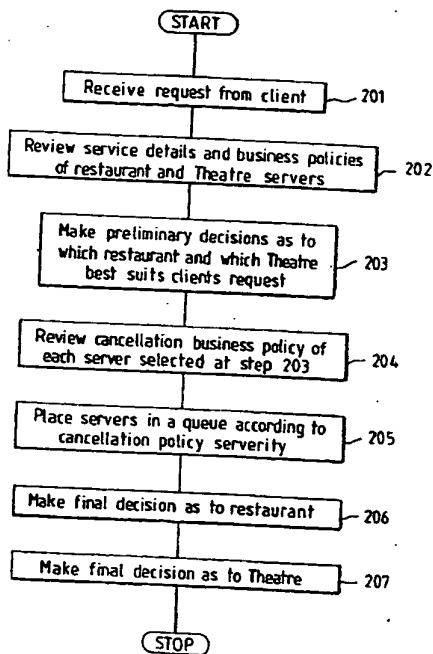 START
Receive request from client
201
Review service details and business policies
of restaurant and Theatre servers
202
Make preliminary decisions as to
which restaurant and which Theatre
best suits clients request
203
Review cancellation business policy of
each server selected at step 203
204
Place servers in a queue according to
cancellation policy serverity
205
Make final decision as to restaurant
206
Make final decision as to Theatre
207
STOP